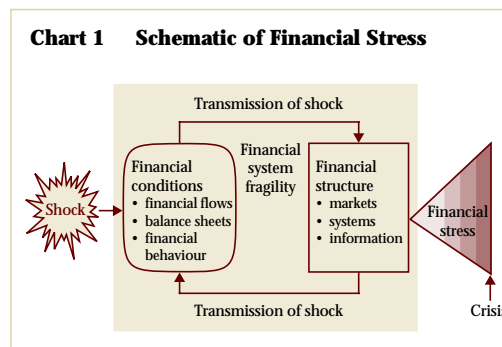 Chart 1 Schematic of Financial Stress
Transmission of shock
Shock
Financial
conditions
• financial flows
• balance sheets
• financial
behaviour
Financial
system
fragility
Financial
structure
• markets
• systems
• information
Financial
stress
Transmission of shock
Crisis